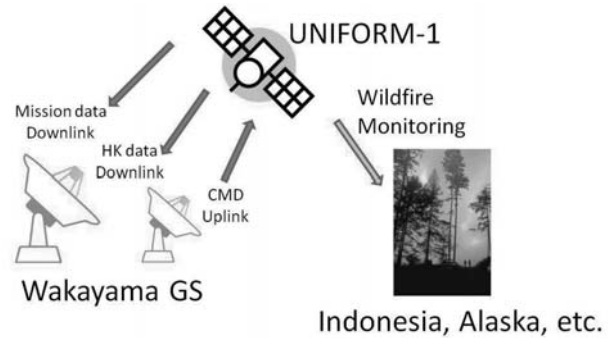 UNIFORM-1
Mission data
Downlink
HK data
Downlink
CMD
Uplink
Wildfire
Monitoring
Wakayama GS
Indonesia, Alaska, etc.